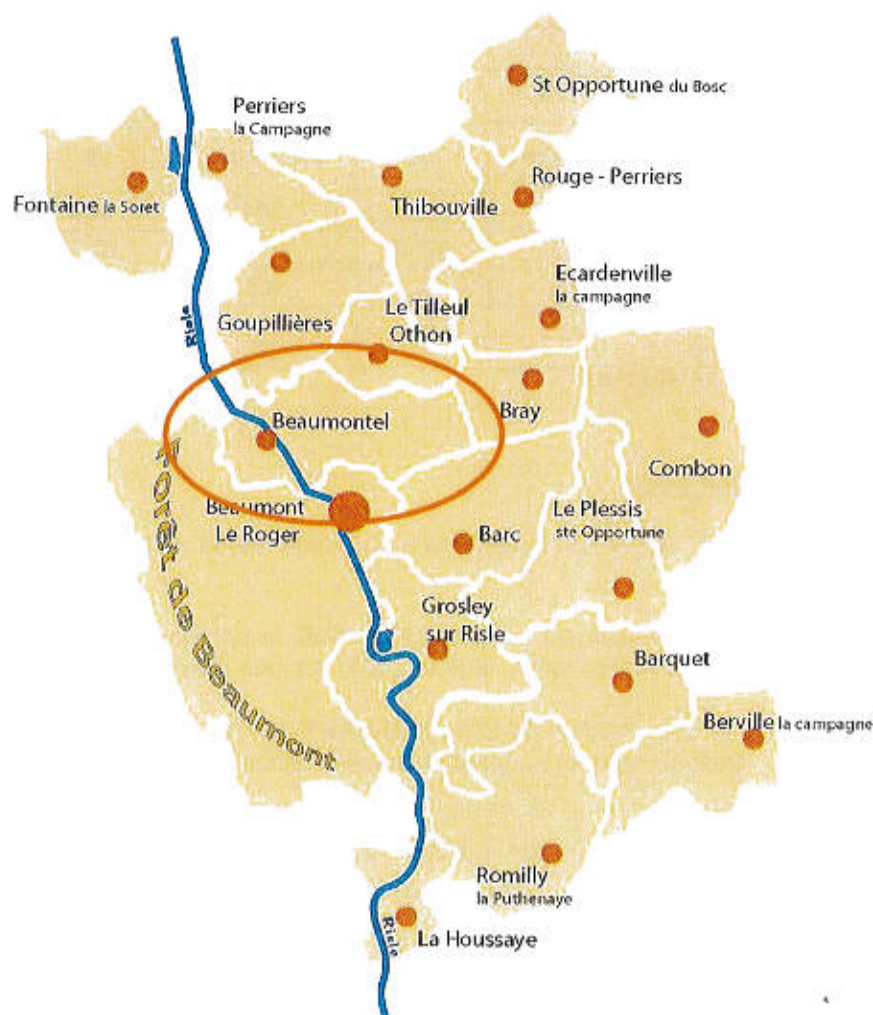 St Opportune du Bosc
Perriers
la Campagne
Rouge - Perriers
Fontaine la Soret
Thibouville
Ecardenville
la campagne
Goupillières
Le Tilleul
Othon
Risle
Bray
Beaumontel
Combon
Forêt de Beaumont
Beaumont
Le Roger
Le Plessis
ste Opportune
Barc
Grosley
sur Risle
Barquet
Berville la campagne
Romilly
la Puthenaye
Risle
La Houssaye